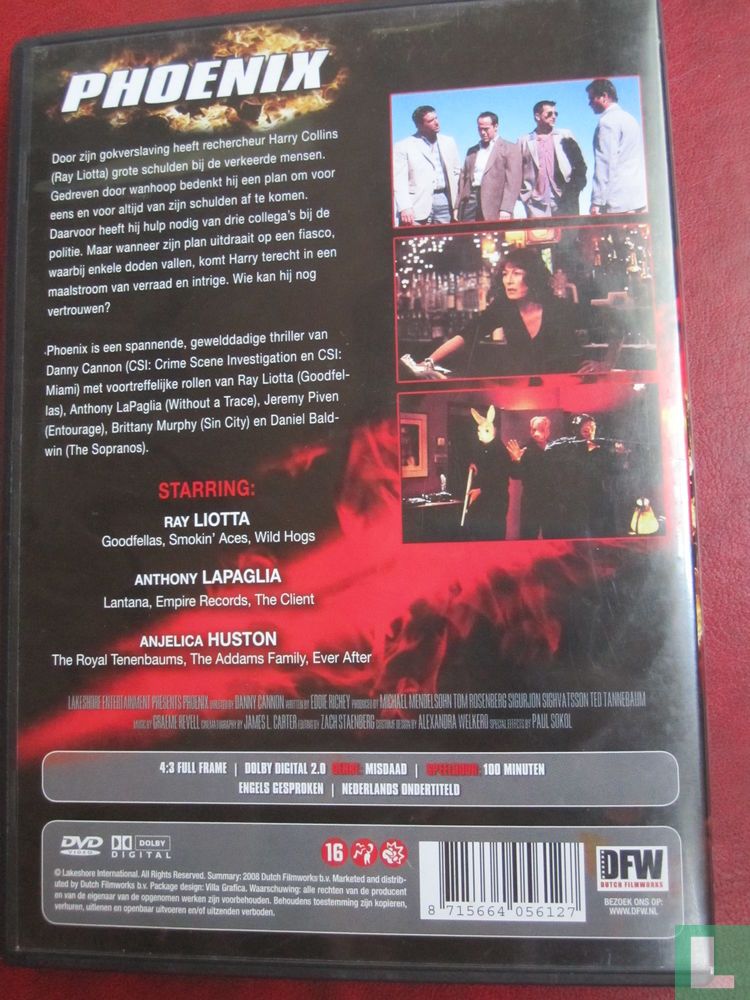 PHOENIX
Door zijn gokverslaving heeft rechercheur Harry Collins
(Ray Liotta) grote schulden bij de verkeerde mensen.
Gedreven door wanhoop bedenkt hij een plan om voor
eens en voor altijd van zijn schulden af te komen.
Daarvoor heeft hij hulp nodig van drie collega's bij de
politie. Maar wanneer zijn plan uitdraait op een fiasco,
waarbij enkele doden vallen, komt Harry terecht in een
maalstroom van verraad en intrige. Wie kan hij nog
vertrouwen?
Phoenix is een spannende, gewelddadige thriller van
Danny Cannon (CSI: Crime Scene Investigation en CSI:
Miami) met voortreffelijke rollen van Ray Liotta (Goodfel-
las), Anthony LaPaglia (Without a Trace), Jeremy Piven
(Entourage), Brittany Murphy (Sin City) en Daniel Bald-
win (The Sopranos).
STARRING:
RAY LIOTTA
Goodfellas, Smokin' Aces, Wild Hogs
ANTHONY LAPAGLIA
Lantana, Empire Records, The Client
ANJELICA HUSTON
The Royal Tenenbaums, The Addams Family, Ever After
LAKESHORE ENTERTAINMENT PRESENTS PHOENIX DIRECTED BY DANNY CANNON WRITTEN BY EDDIE RICHEY PRODUCED BY MICHAEL MENDELSOHN TOM ROSENBERG SIGURJON SIGHVATSSON TED TANNEBAUM
MUSIC BY GRAEME REVELL CINEMATOGRAPHY BY JAMES L. CARTER EDITING BY ZACH STAENBERG COSTUME DESIGN BY ALEXANDRA WELKERO SPECIAL EFFECTS BY PAUL SOKOL
4:3 FULL FRAME | DOLBY DIGITAL 2.0 GENRE: MISDAAD | SPEELDUUR: 100 MINUTEN
ENGELS GESPROKEN | NEDERLANDS ONDERTITELD
DVD VIDEO DOLBY DIGITAL
16
© Lakeshore International. All Rights Reserved. Summary: 2008 Dutch Filmworks b.v. Marketed and distrib-
uted by Dutch Filmworks b.v. Package design: Villa Grafica. Waarschuwing: alle rechten van de producent
en van de eigenaar van de opgenomen werken zijn voorbehouden. Behoudens toestemming zijn kopieren,
verhuren, uitlenen en openbaar uitvoeren en/of uitzenden verboden.
8 715664 056127
DFW
DUTCH FILMWORKS
BEZOEK ONS OP:
WWW.DFW.NL
L